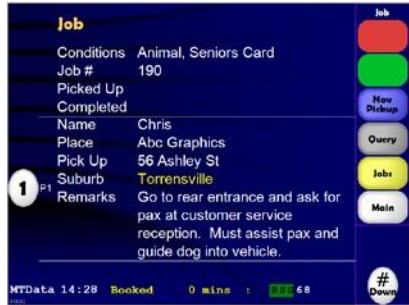 Job
Job
Conditions Animal, Seniors Card
Job # 190
Picked Up
Completed
Nav Pickup
Name Chris
Place Abc Graphics
Query
Pick Up 56 Ashley St
Suburb Torrensville
Jobs
1 P1
Remarks Go to rear entrance and ask for
pax at customer service
reception. Must assist pax and
guide dog into vehicle.
Main
MTData 14:28 Booked 0 mins : 68
# Down